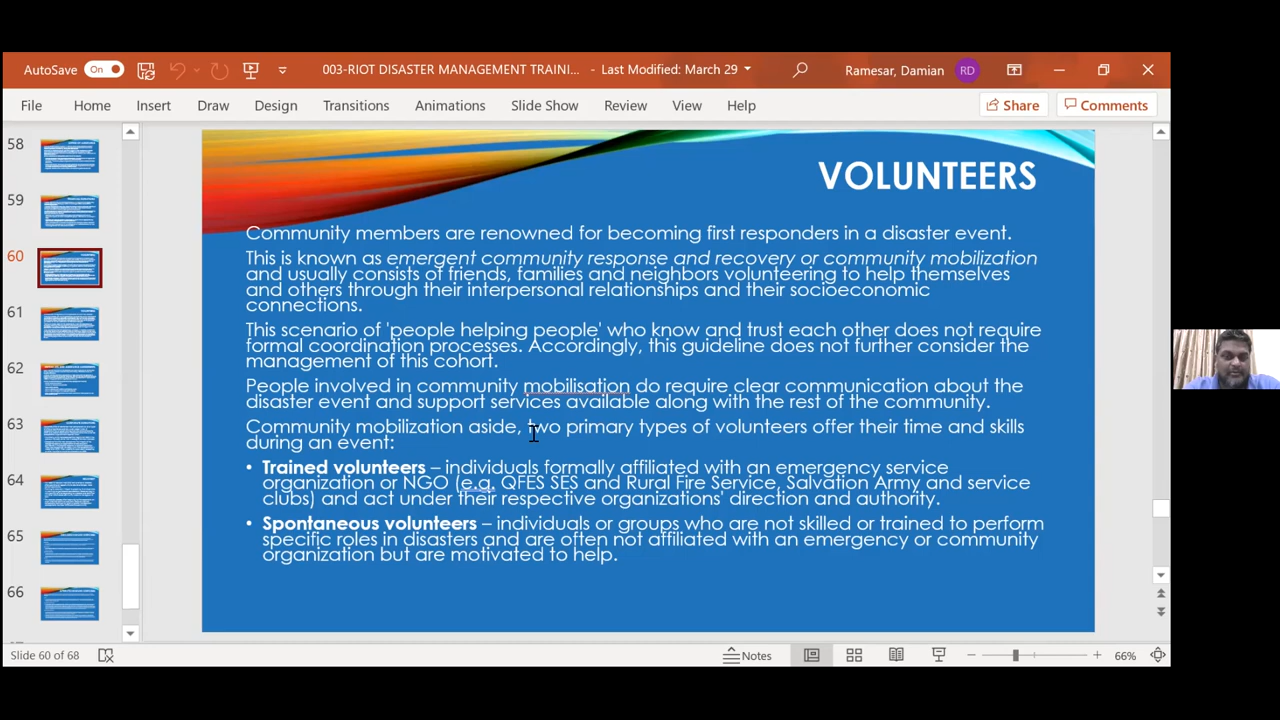 AutoSave On 003-RIOT DISASTER MANAGEMENT TRAINI... - Last Modified: March 29 Ramesar, Damian RD
File Home Insert Draw Design Transitions Animations Slide Show Review View Help Share Comments
58
59
60
61
62
63
64
65
66
VOLUNTEERS
Community members are renowned for becoming first responders in a disaster event.
This is known as emergent community response and recovery or community mobilization
and usually consists of friends, families and neighbors volunteering to help themselves
and others through their interpersonal relationships and their socioeconomic
connections.
This scenario of 'people helping people' who know and trust each other does not require
formal coordination processes. Accordingly, this guideline does not further consider the
management of this cohort.
People involved in community mobilisation do require clear communication about the
disaster event and support services available along with the rest of the community.
Community mobilization aside, two primary types of volunteers offer their time and skills
during an event:
• Trained volunteers – individuals formally affiliated with an emergency service
organization or NGO (e.g. QFES SES and Rural Fire Service, Salvation Army and service
clubs) and act under their respective organizations' direction and authority.
• Spontaneous volunteers – individuals or groups who are not skilled or trained to perform
specific roles in disasters and are often not affiliated with an emergency or community
organization but are motivated to help.
Slide 60 of 68 Notes 66%